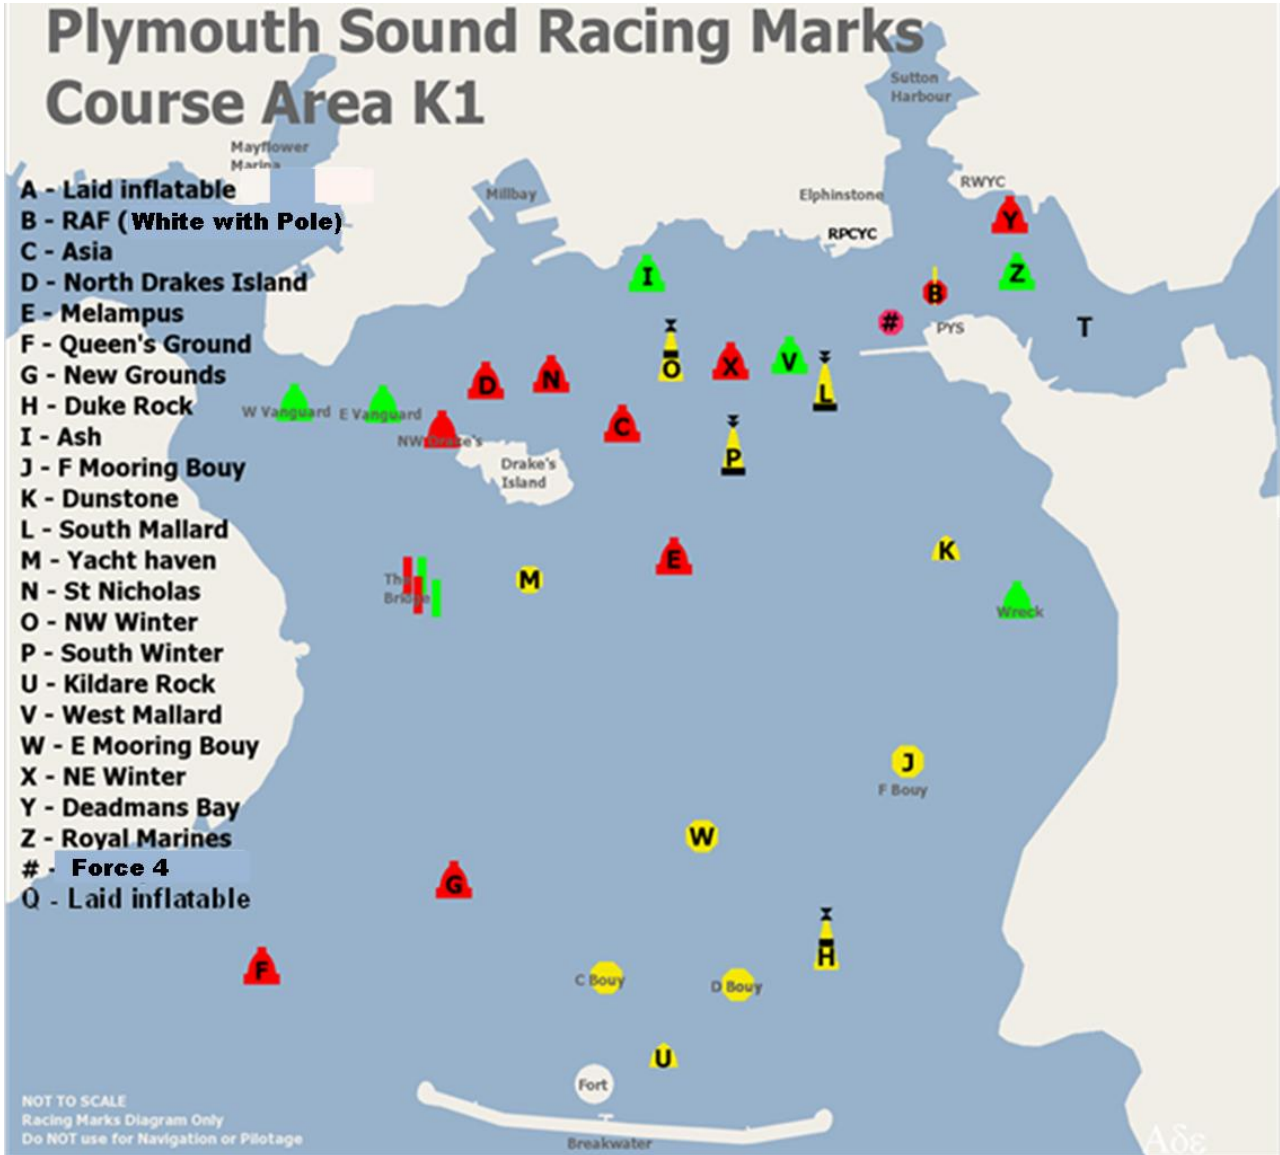 Plymouth Sound Racing Marks
Course Area K1
Sutton
Harbour
Mayflower
Marina
A - Laid inflatable
B - RAF (White with Pole)
C - Asia
D - North Drakes Island
E - Melampus
F - Queen's Ground
G - New Grounds
H - Duke Rock
I - Ash
J - F Mooring Bouy
K - Dunstone
L - South Mallard
M - Yacht haven
N - St Nicholas
O - NW Winter
P - South Winter
U - Kildare Rock
V - West Mallard
W - E Mooring Bouy
X - NE Winter
Y - Deadmans Bay
Z - Royal Marines
# - Force 4
Q - Laid inflatable
Millbay
Elphinstone
RPCYC
RWYC
Y
I
Z
B
#
PYS
T
O
X
V
L
D
N
W Vanguard
E Vanguard
NW Drake's
C
P
Drake's
Island
E
K
The
Bridge
M
Wreck
J
F Bouy
W
G
H
F
C Bouy
D Bouy
U
Fort
Breakwater
NOT TO SCALE
Racing Marks Diagram Only
Do NOT use for Navigation or Pilotage
Αδε